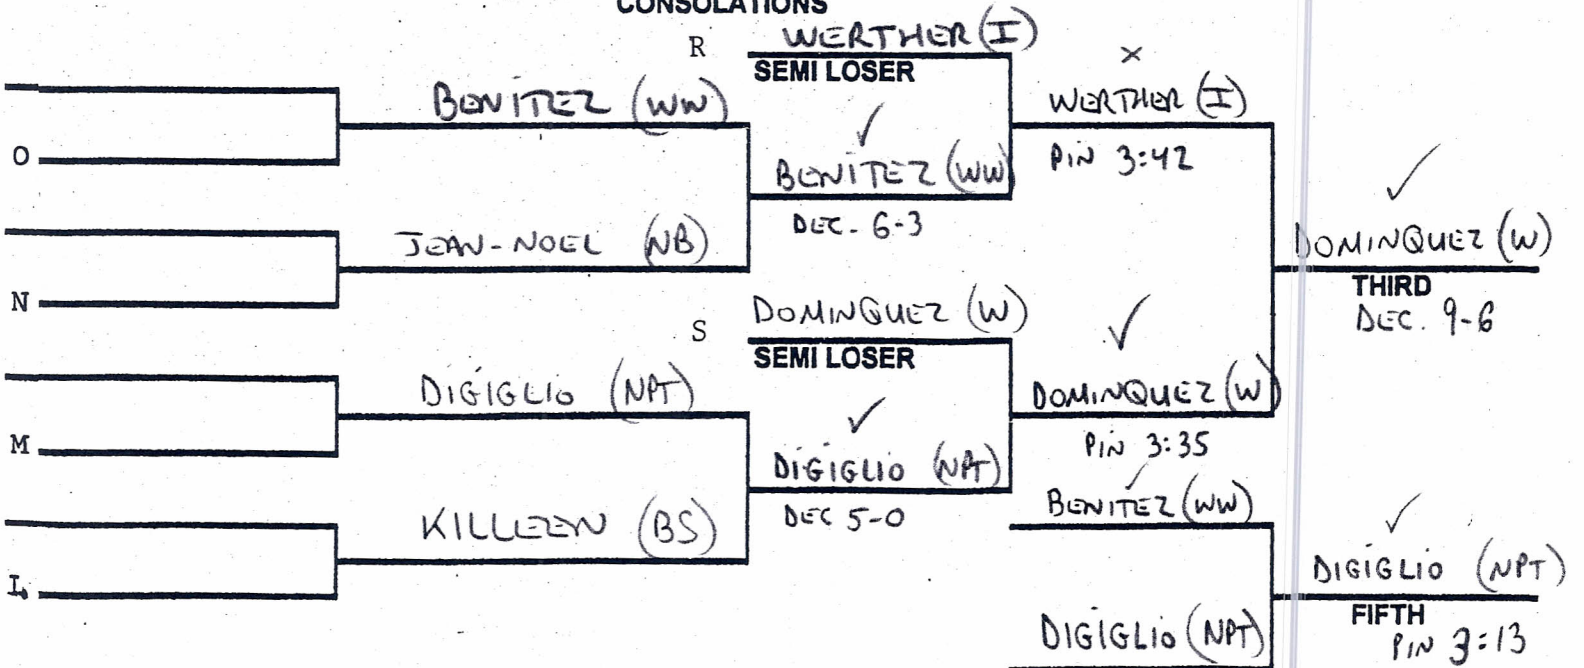 CONSOLATIONS
R WERTHER (I)
SEMI LOSER
BENITEZ (WW)
WERTHER (I)
PIN 3:42
O
BENITEZ (WW)
DEC. 6-3
JEAN-NOEL (NB)
DOMINQUEZ (W)
THIRD
DEC. 9-6
N
S DOMINQUEZ (W)
SEMI LOSER
DIGIGLIO (NPT)
DOMINQUEZ (W)
PIN 3:35
M
DIGIGLIO (NPT)
DEC 5-0
BENITEZ (WW)
KILLEEN (BS)
DIGIGLIO (NPT)
FIFTH
PIN 3:13
L
DIGIGLIO (NPT)